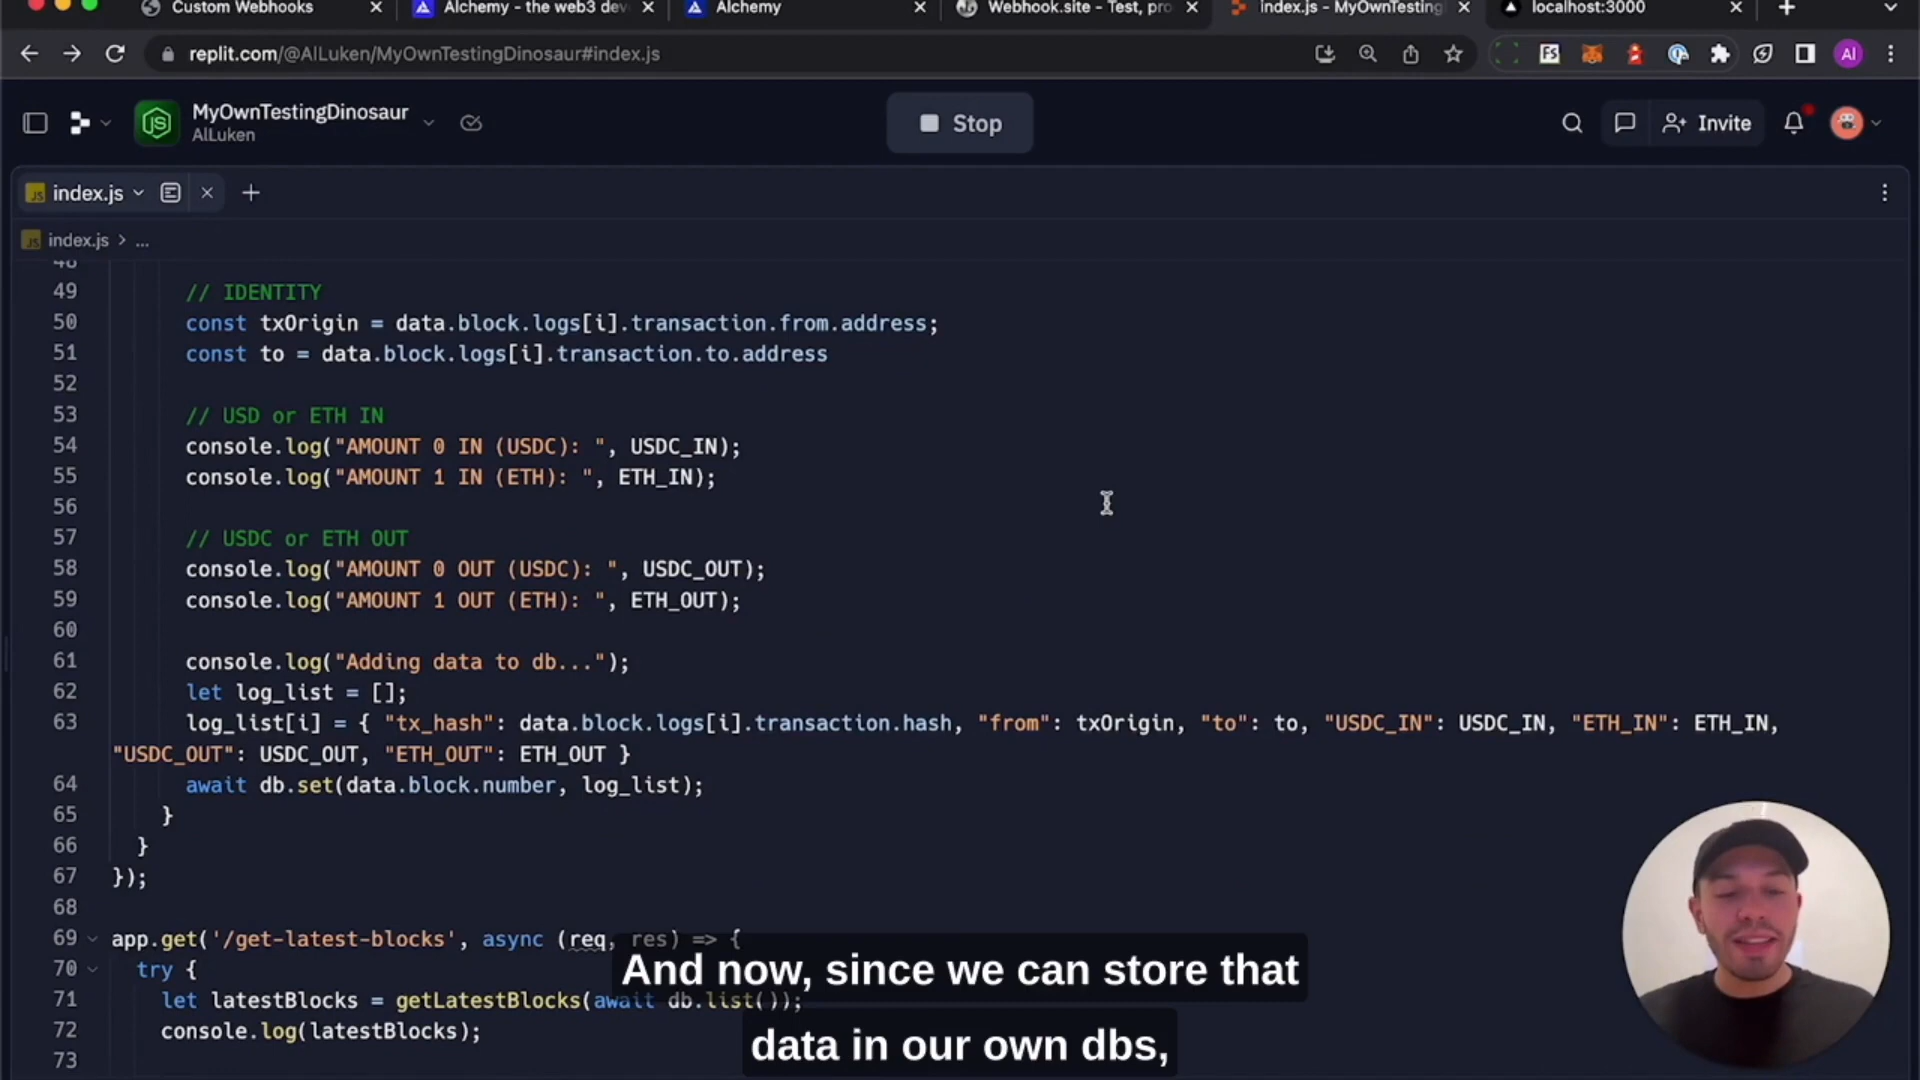 Custom Webhooks
Alchemy - the web3 dev
Alchemy
Webhook.site - Test, pro
index.js - MyOwnTesting
localhost:3000
replit.com/@AlLuken/MyOwnTestingDinosaur#index.js
FS
Al
MyOwnTestingDinosaur
AlLuken
Stop
Invite
JS index.js
JS index.js > ...
48
49 // IDENTITY
50 const txOrigin = data.block.logs[i].transaction.from.address;
51 const to = data.block.logs[i].transaction.to.address
52
53 // USD or ETH IN
54 console.log("AMOUNT 0 IN (USDC): ", USDC_IN);
55 console.log("AMOUNT 1 IN (ETH): ", ETH_IN);
56
57 // USDC or ETH OUT
58 console.log("AMOUNT 0 OUT (USDC): ", USDC_OUT);
59 console.log("AMOUNT 1 OUT (ETH): ", ETH_OUT);
60
61 console.log("Adding data to db...");
62 let log_list = [];
63 log_list[i] = { "tx_hash": data.block.logs[i].transaction.hash, "from": txOrigin, "to": to, "USDC_IN": USDC_IN, "ETH_IN": ETH_IN,
"USDC_OUT": USDC_OUT, "ETH_OUT": ETH_OUT }
64 await db.set(data.block.number, log_list);
65 }
66 }
67 });
68
69 app.get('/get-latest-blocks', async (req, res) => {
70 try {
71 let latestBlocks = getLatestBlocks(await db.list());
72 console.log(latestBlocks);
73
And now, since we can store that
data in our own dbs,